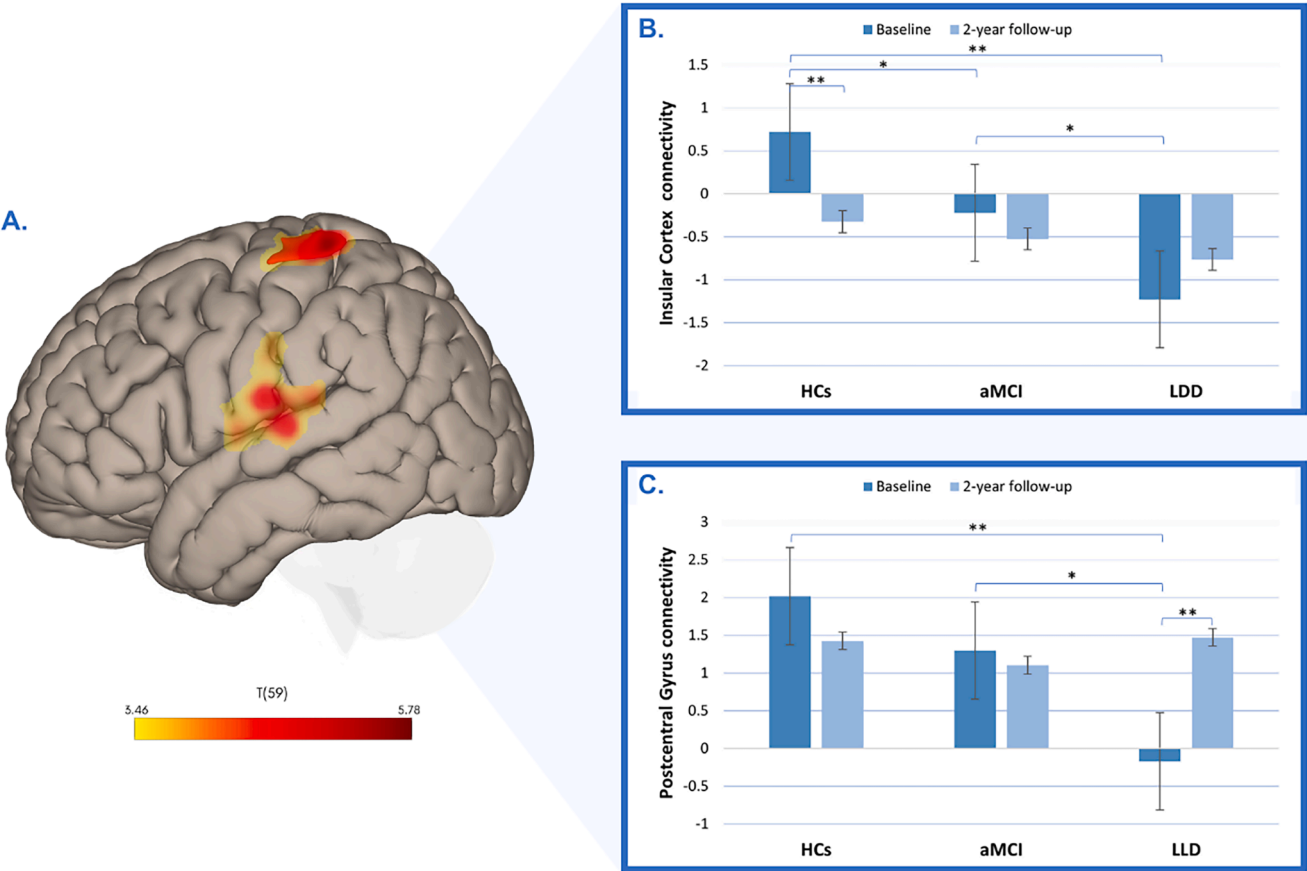 A.
T(59)
3.46 5.78
B.
Baseline 2-year follow-up
**
*
**
*
Insular Cortex connectivity
1.5
1
0.5
0
-0.5
-1
-1.5
-2
HCs aMCI LDD
C.
Baseline 2-year follow-up
**
*
**
Postcentral Gyrus connectivity
3
2.5
2
1.5
1
0.5
0
-0.5
-1
HCs aMCI LLD